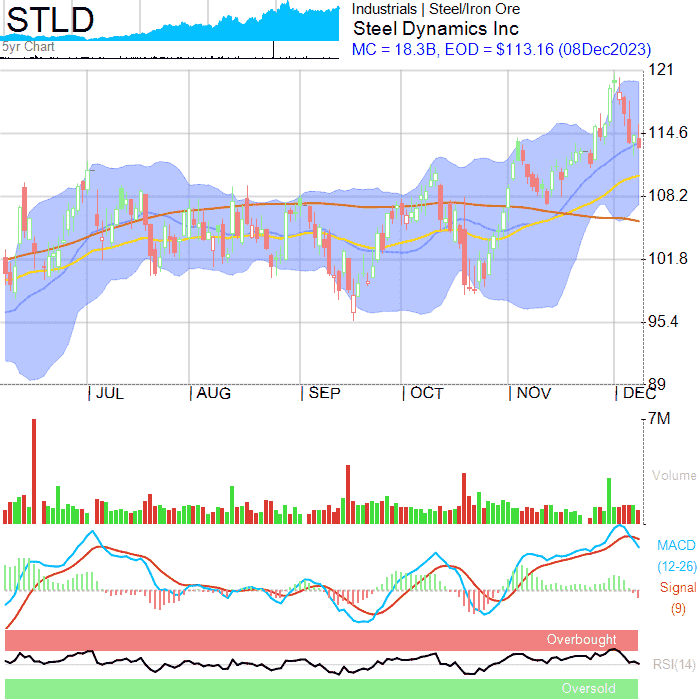 STLD
5yr Chart
Industrials | Steel/Iron Ore
Steel Dynamics Inc
MC = 18.3B, EOD = $113.16 (08Dec2023)
121
114.6
108.2
101.8
95.4
89
JUL AUG SEP OCT NOV DEC
7M
Volume
MACD
(12-26)
Signal
(9)
Overbought
RSI(14)
Oversold